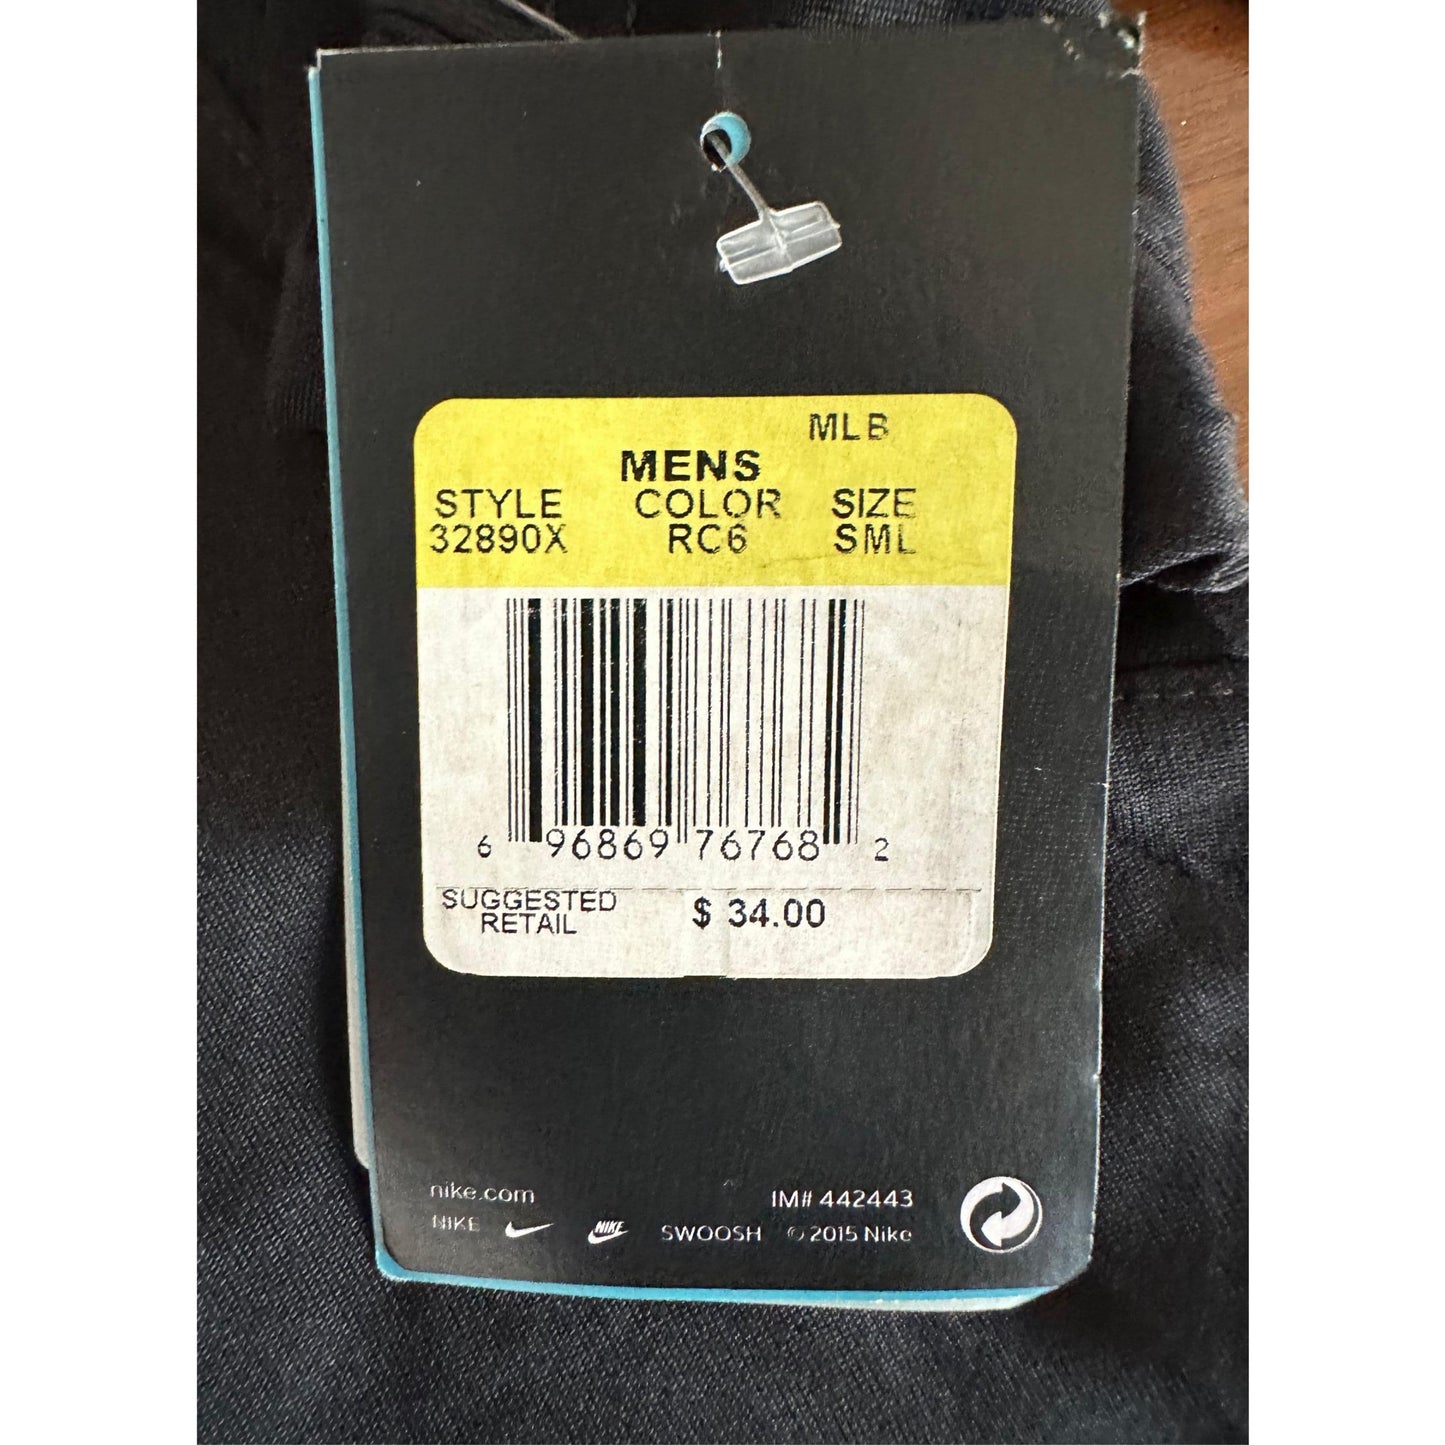 MLB
MENS
STYLE COLOR SIZE
32890X RC6 SML
6 96869 76768 2
SUGGESTED
RETAIL $ 34.00
nike.com IM# 442443
NIKE NIKE SWOOSH © 2015 Nike